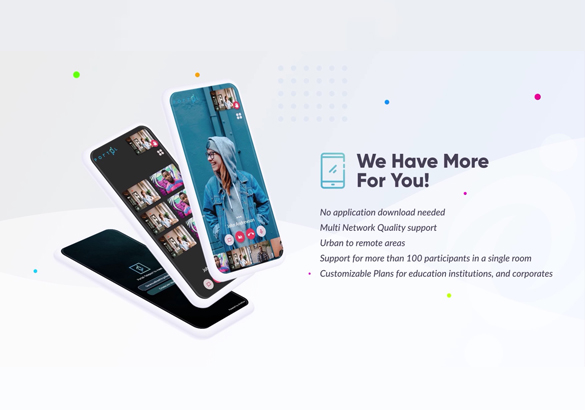 We Have More
For You!
No application download needed
Multi Network Quality support
Urban to remote areas
Support for more than 100 participants in a single room
Customizable Plans for education institutions, and corporates